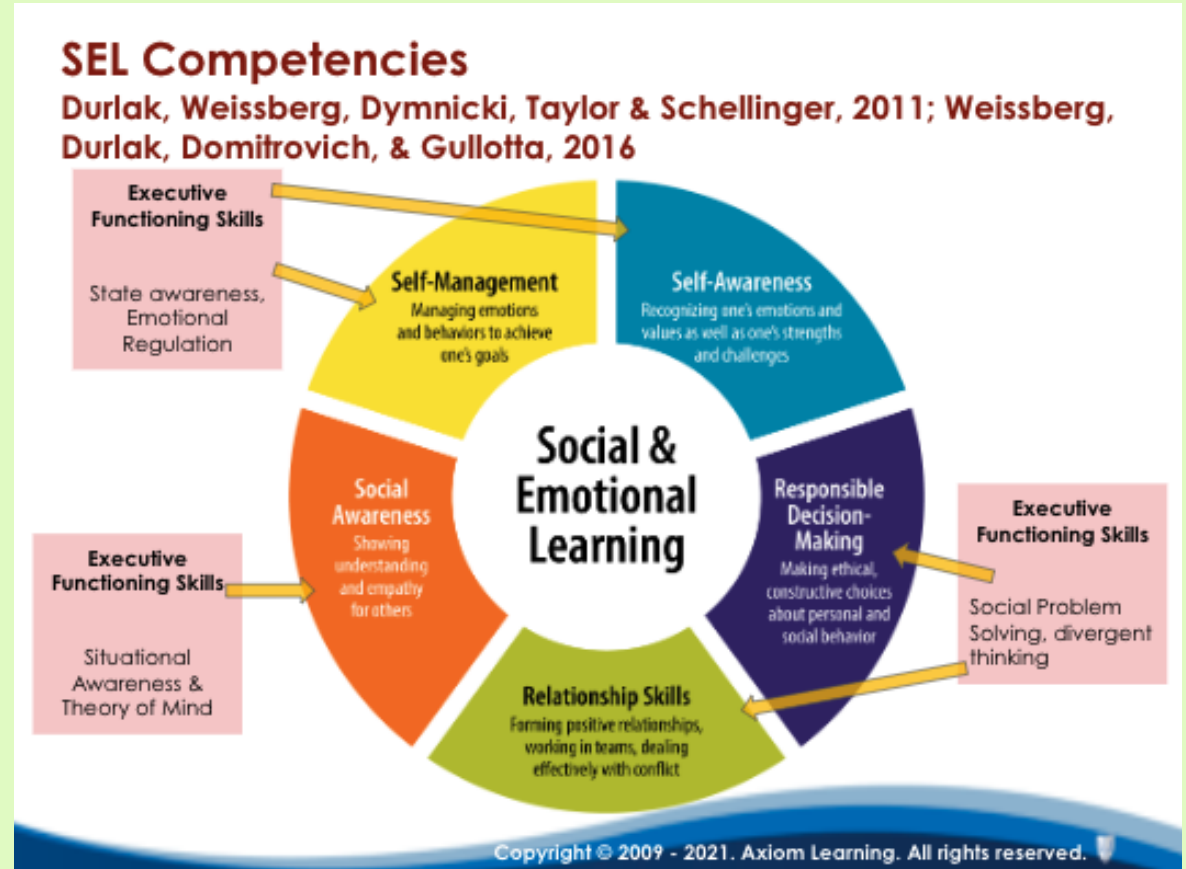 SEL Competencies
Durlak, Weissberg, Dymnicki, Taylor & Schellinger, 2011; Weissberg,
Durlak, Domitrovich, & Gullotta, 2016
Executive
Functioning Skills
State awareness,
Emotional
Regulation
Self-Management
Managing emotions
and behaviors to achieve
one's goals
Self-Awareness
Recognizing one's emotions and
values as well as one's strengths
and challenges
Social &
Emotional
Learning
Social
Awareness
Showing
understanding
and empathy
for others
Responsible
Decision-
Making
Making ethical,
constructive choices
about personal and
social behavior
Executive
Functioning Skills
Social Problem
Solving, divergent
thinking
Executive
Functioning Skills
Situational
Awareness &
Theory of Mind
Relationship Skills
Forming positive relationships,
working in teams, dealing
effectively with conflict
Copyright © 2009 - 2021. Axiom Learning. All rights reserved.